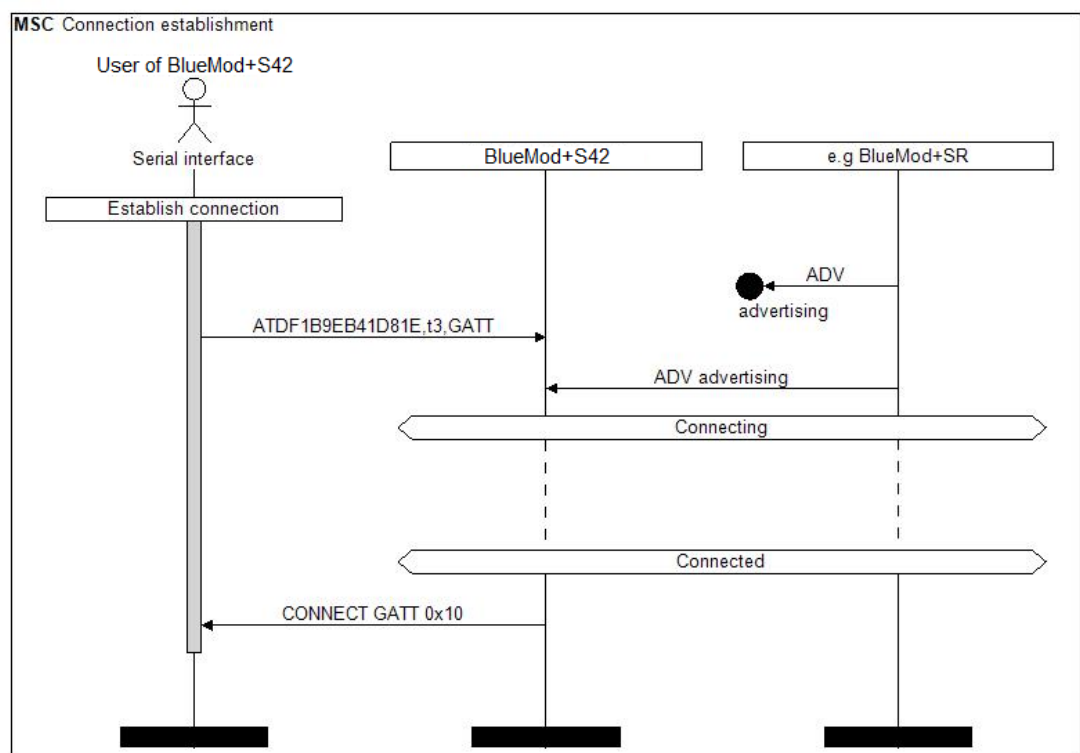 MSC Connection establishment
User of BlueMod+S42
Serial interface
BlueMod+S42
e.g BlueMod+SR
Establish connection
ADV
advertising
ATDF1B9EB41D81E,t3,GATT
ADV advertising
Connecting
Connected
CONNECT GATT 0x10